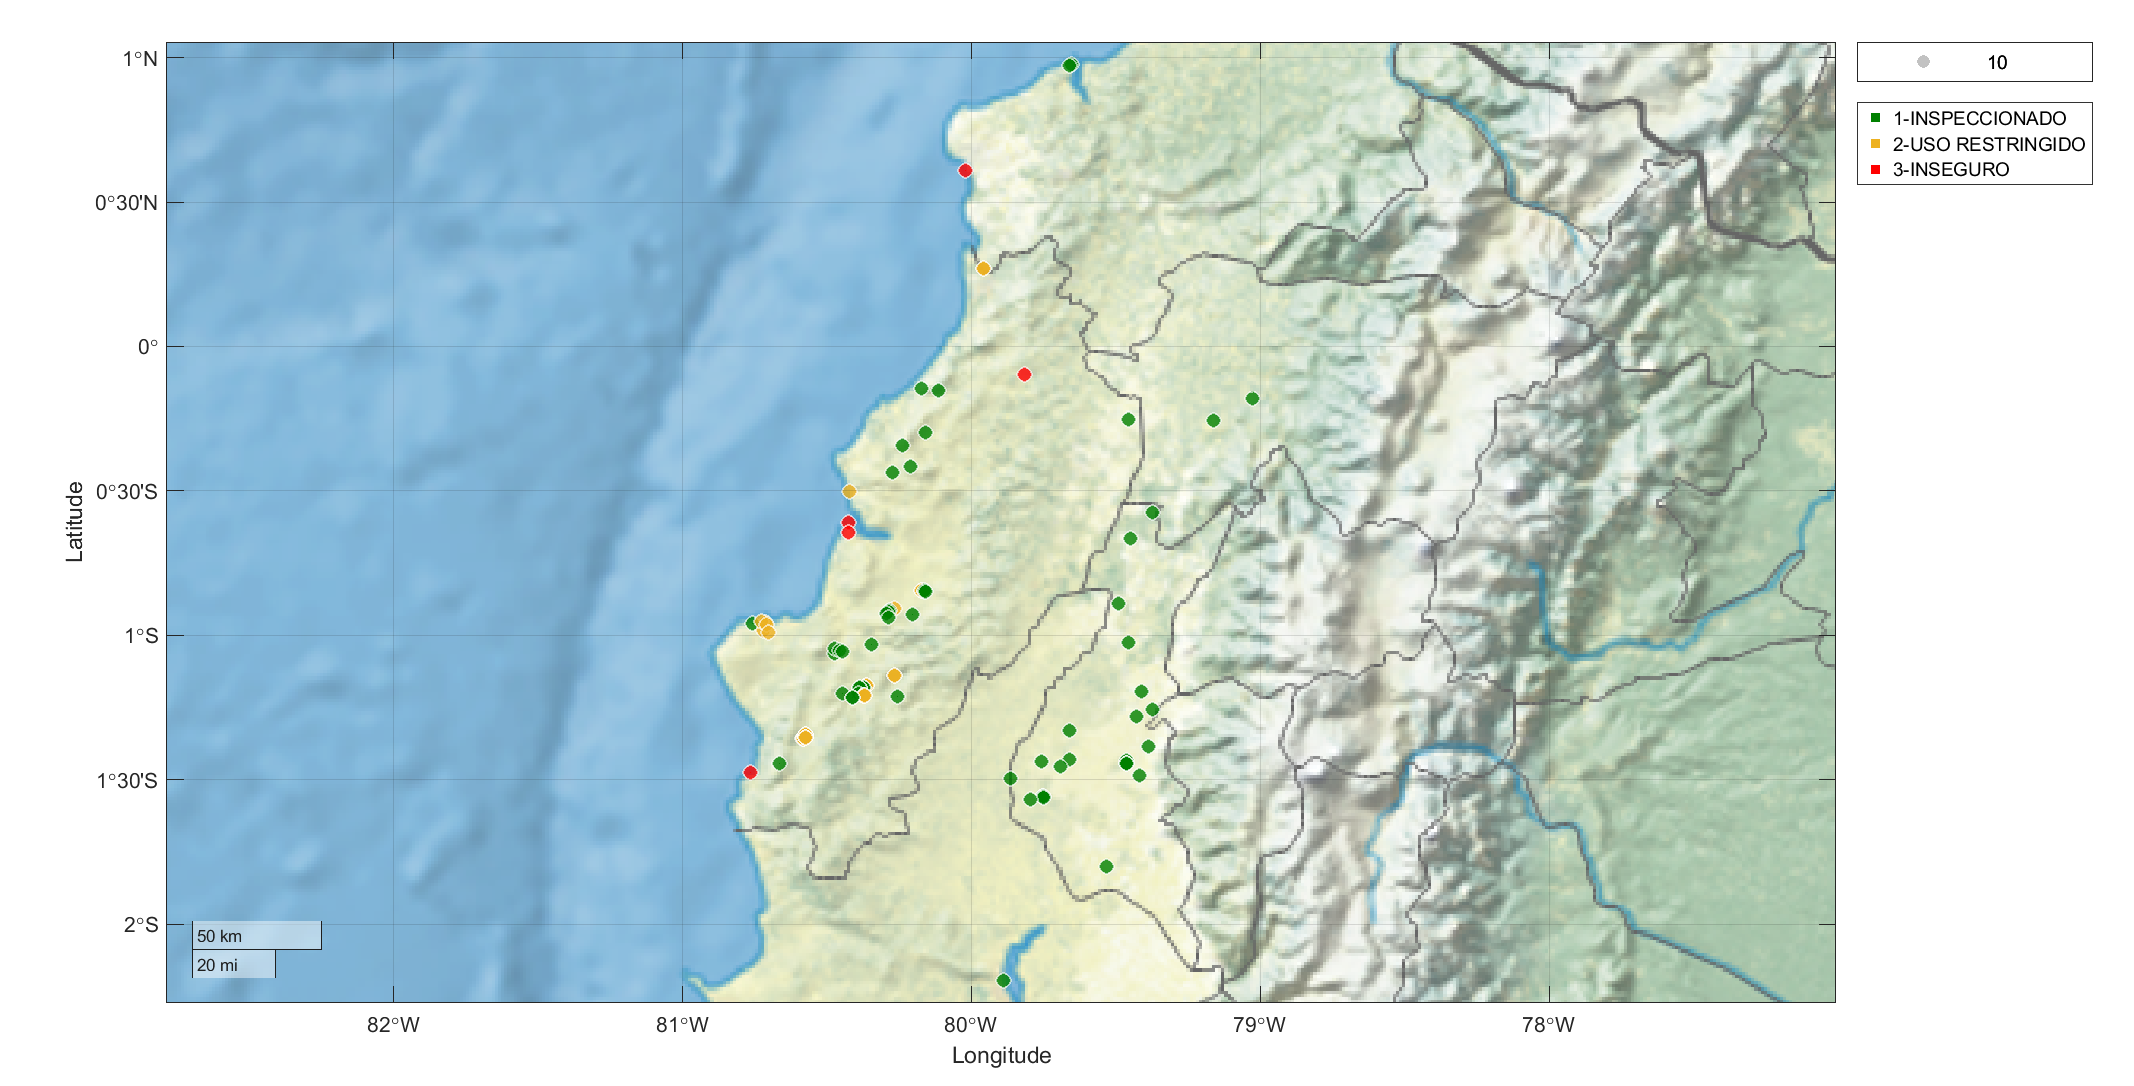 1°N
0°30'N
0°
0°30'S
1°S
1°30'S
2°S
Latitude
82°W
81°W
80°W
79°W
78°W
Longitude
50 km
20 mi
10
1-INSPECCIONADO
2-USO RESTRINGIDO
3-INSEGURO